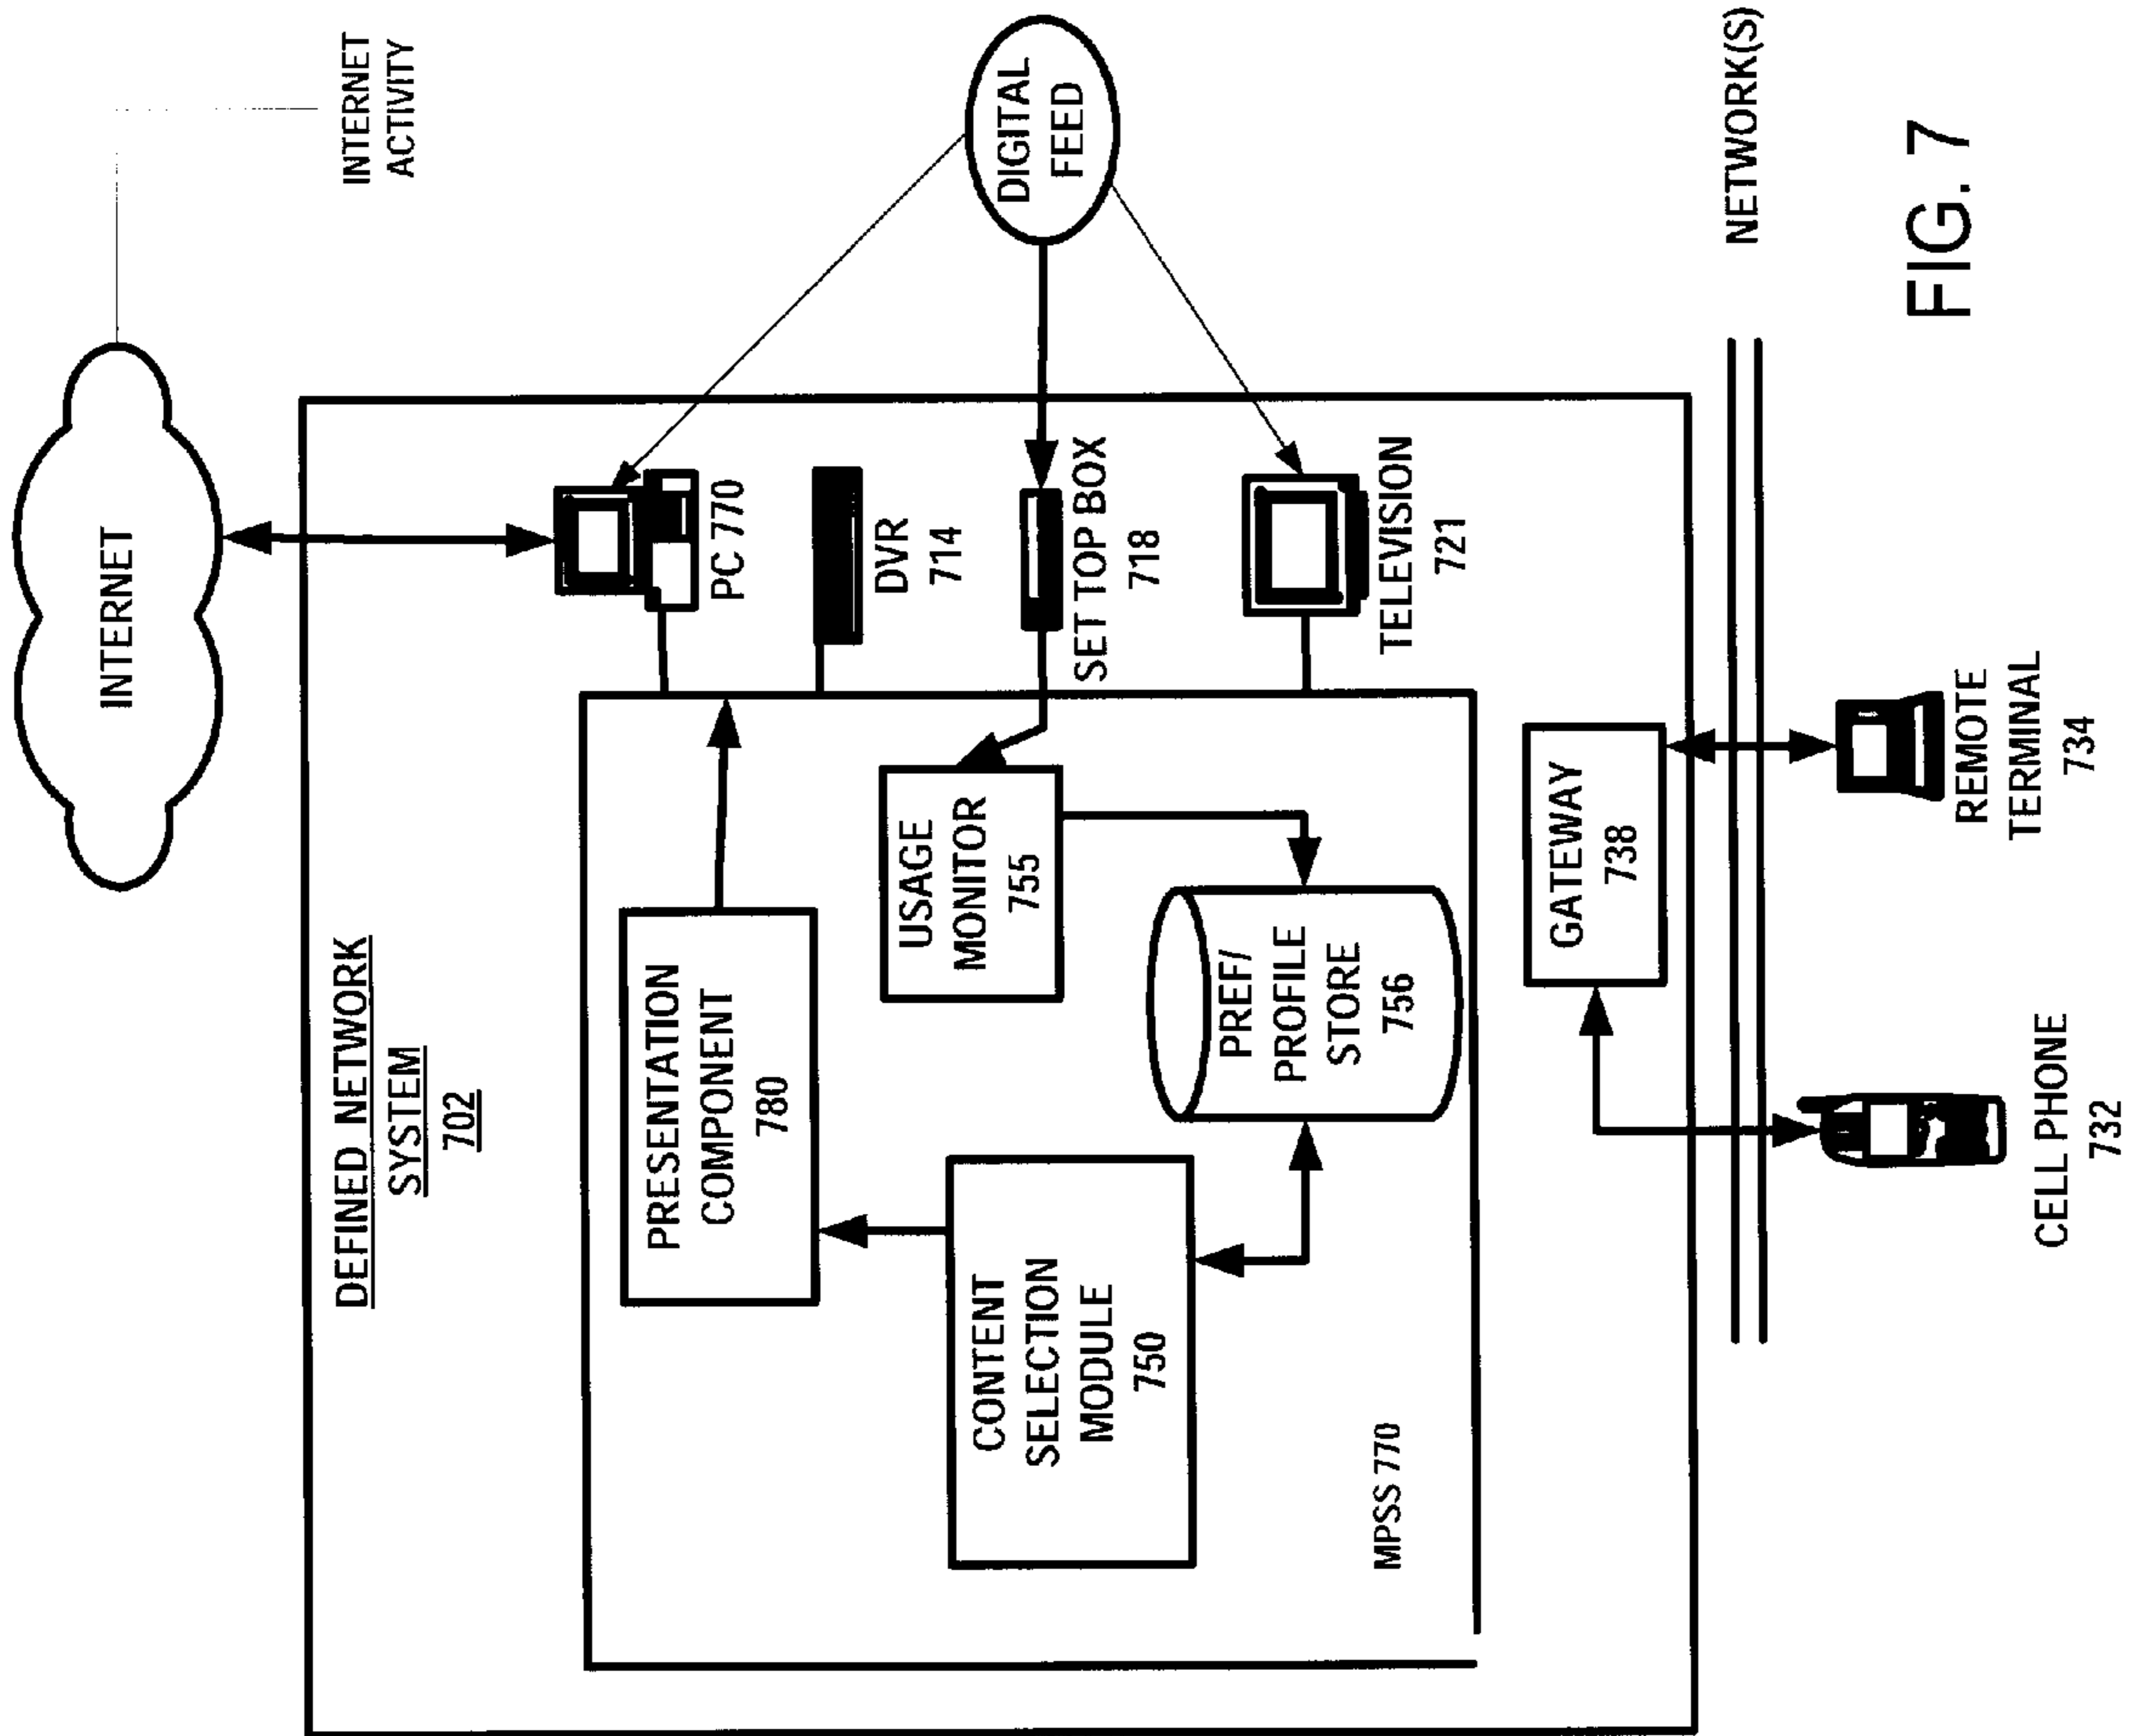 INTERNET
INTERNET
ACTIVITY
DEFINED NETWORK
SYSTEM
702
PRESENTATION
COMPONENT
780
PC 770
DVR
714
USAGE
MONITOR
755
SET TOP BOX
718
DIGITAL
FEED
CONTENT
SELECTION
MODULE
750
PREF/
PROFILE
STORE
756
TELEVISION
721
MPSS 770
GATEWAY
738
NETWORK(S)
CELL PHONE
732
REMOTE
TERMINAL
734
FIG. 7